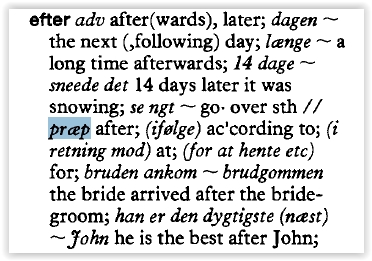 efter adv after(wards), later; dagen ~
the next (,following) day; længe ~ a
long time afterwards; 14 dage ~
sneede det 14 days later it was
snowing; se ngt ~ go· over sth //
præp after; (ifølge) ac'cording to; (i
retning mod) at; (for at hente etc)
for; bruden ankom ~ brudgommen
the bride arrived after the bride-
groom; han er den dygtigste (næst)
~ John he is the best after John;